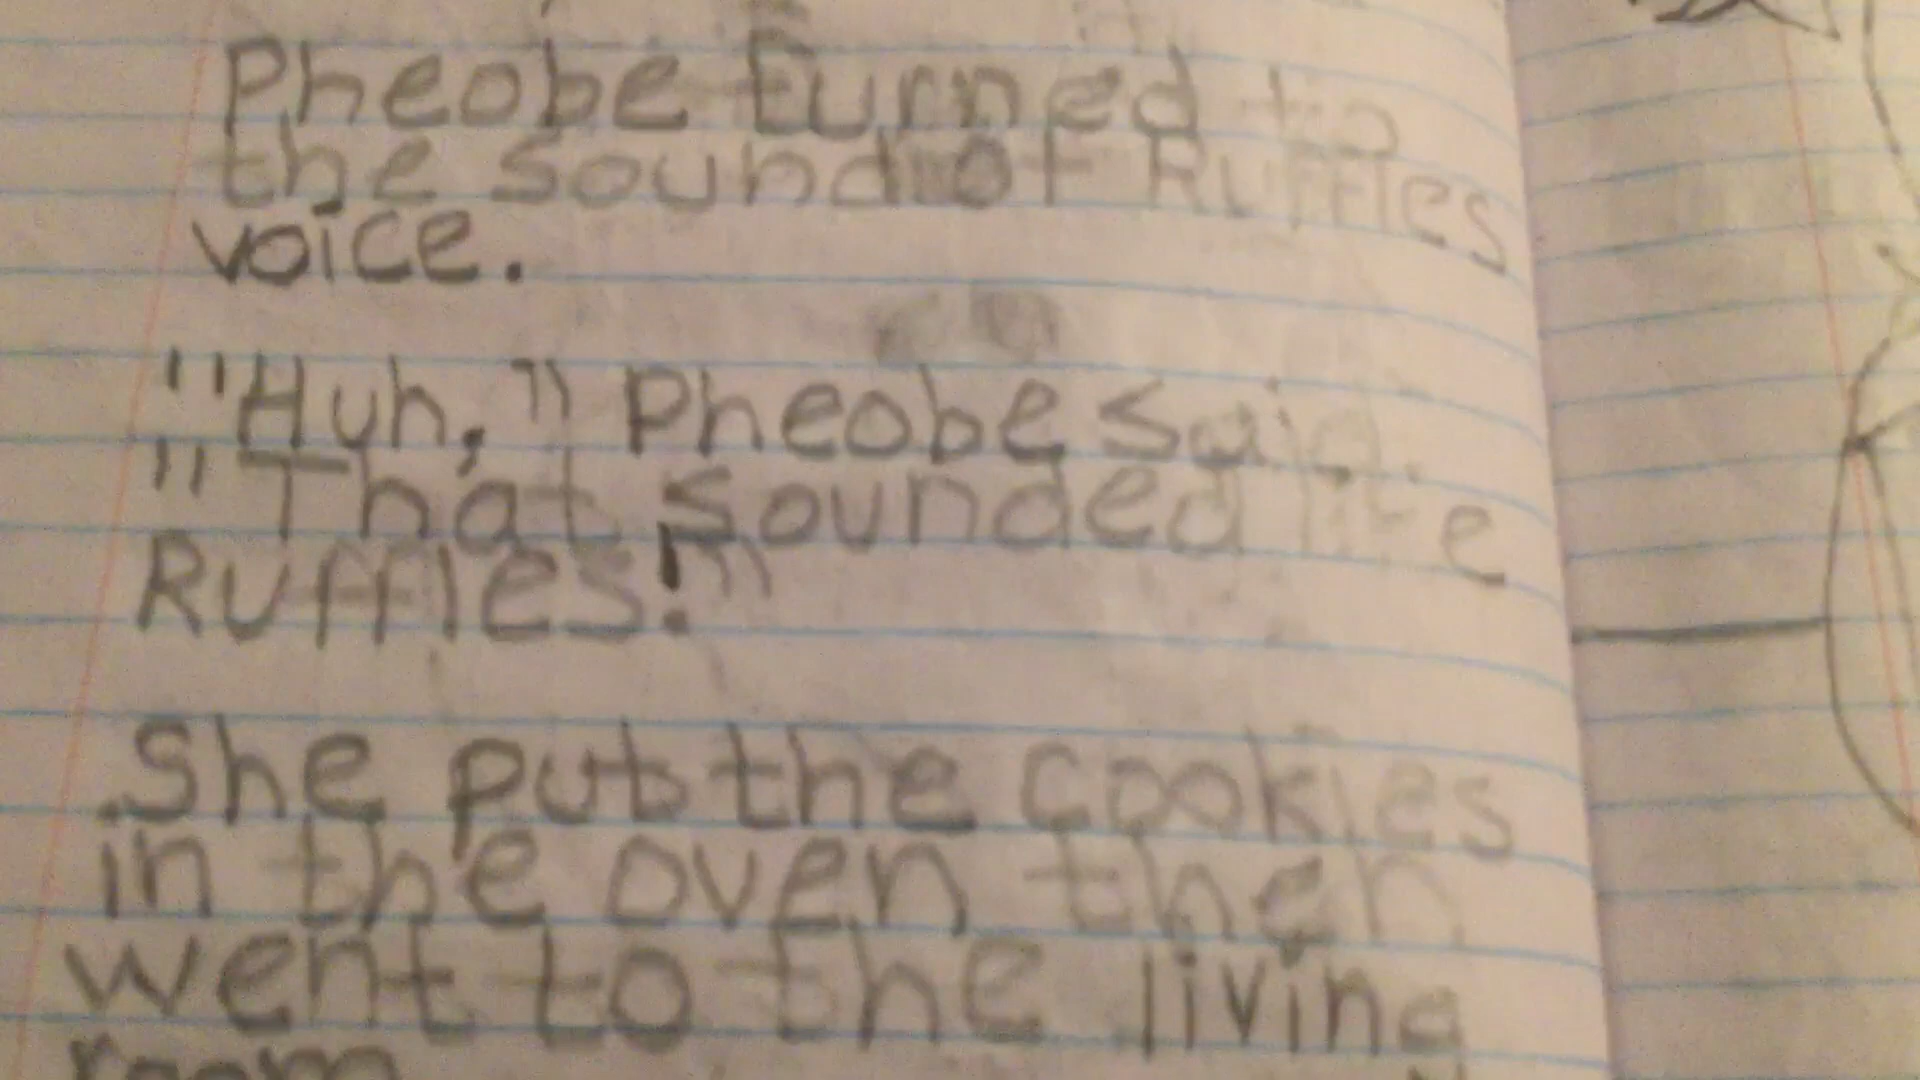 Pheobe turned to
the sound of Ruffles
voice.
"Huh," Pheobe said.
"That sounded like
Ruffles!"
She put the cookies
in the oven then
went to the living
room